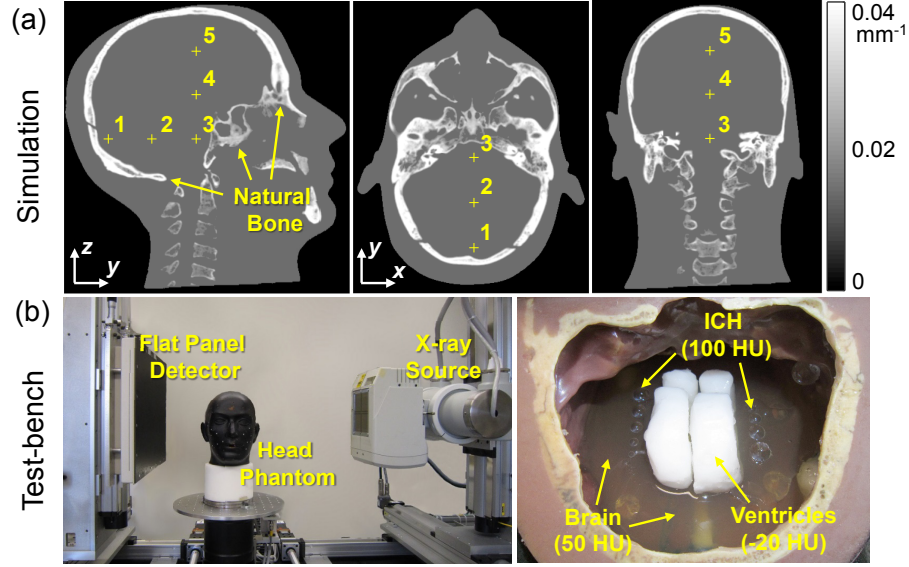 (a)
Simulation
5
4
1 2 3
Natural
Bone
z
y
3
2
1
y
x
5
4
3
0.04
mm-1
0.02
0
(b)
Test-bench
Flat Panel
Detector
X-ray
Source
Head
Phantom
ICH
(100 HU)
Brain
(50 HU)
Ventricles
(-20 HU)